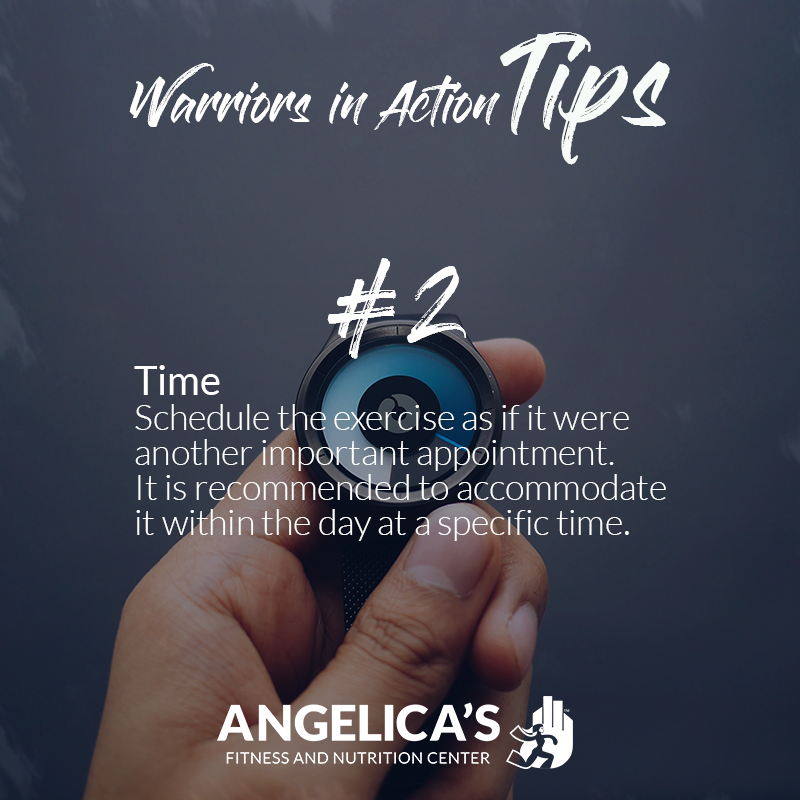 Warriors in Action Tips
#2
Time
Schedule the exercise as if it were
another important appointment.
It is recommended to accommodate
it within the day at a specific time.
ANGELICA'S
FITNESS AND NUTRITION CENTER